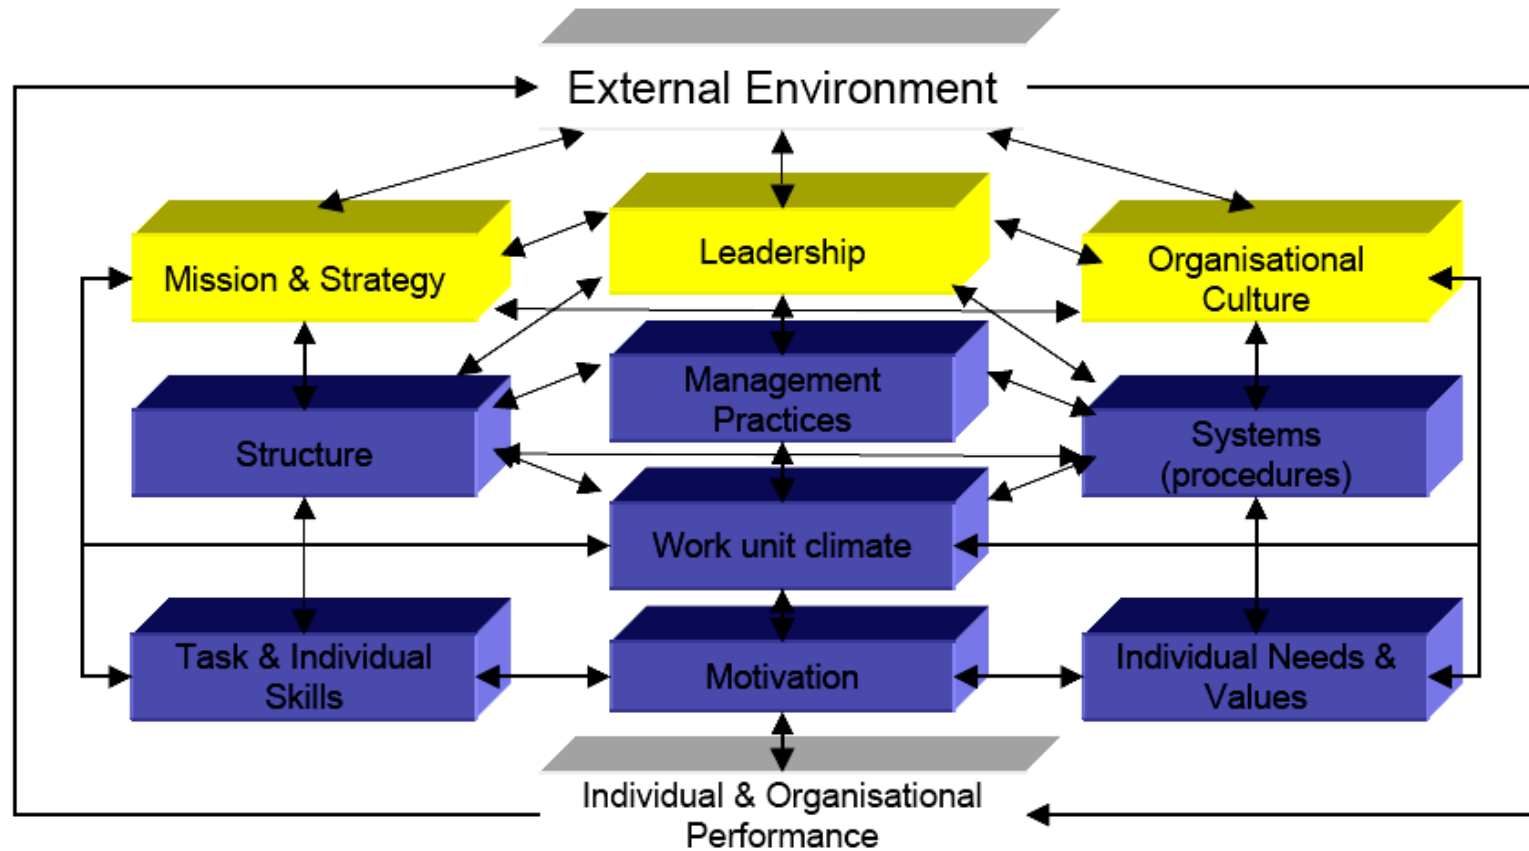 External Environment
Leadership
Mission & Strategy
Organisational
Culture
Management
Practices
Structure
Systems
(procedures)
Work unit climate
Task & Individual
Skills
Motivation
Individual Needs &
Values
Individual & Organisational
Performance